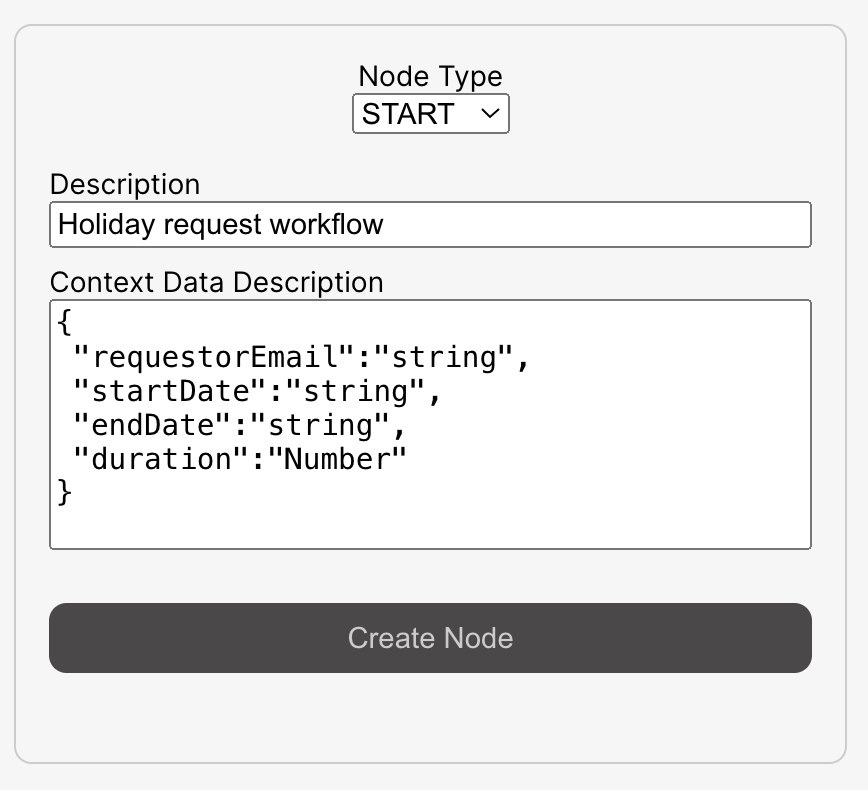 Node Type
START
Description
Holiday request workflow
Context Data Description
{
 "requestorEmail":"string",
 "startDate":"string",
 "endDate":"string",
 "duration":"Number"
}
Create Node